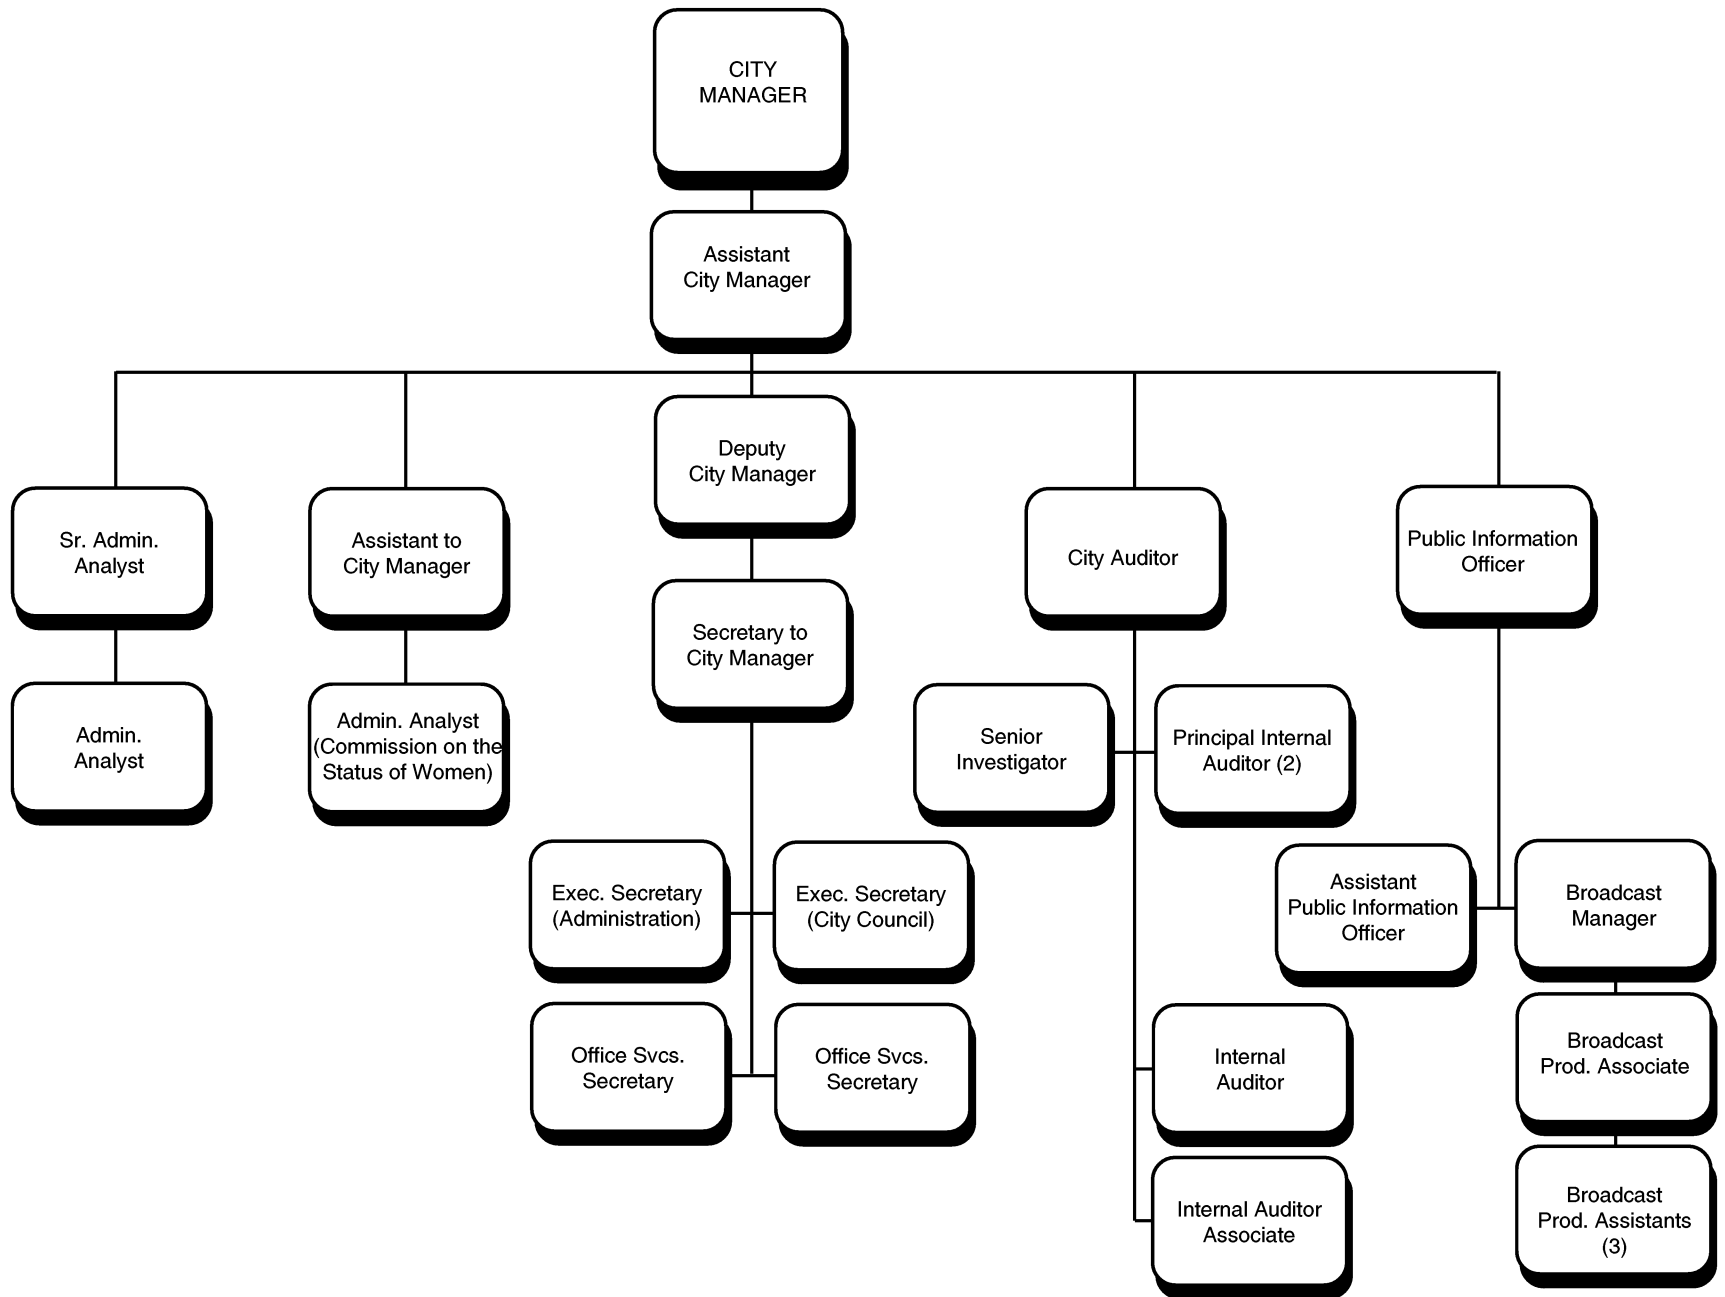 CITY
MANAGER
Assistant
City Manager
Deputy
City Manager
Sr. Admin.
Analyst
Assistant to
City Manager
City Auditor
Public Information
Officer
Secretary to
City Manager
Admin.
Analyst
Admin. Analyst
(Commission on the
Status of Women)
Senior
Investigator
Principal Internal
Auditor (2)
Exec. Secretary
(Administration)
Exec. Secretary
(City Council)
Assistant
Public Information
Officer
Broadcast
Manager
Office Svcs.
Secretary
Office Svcs.
Secretary
Internal
Auditor
Broadcast
Prod. Associate
Internal Auditor
Associate
Broadcast
Prod. Assistants
(3)